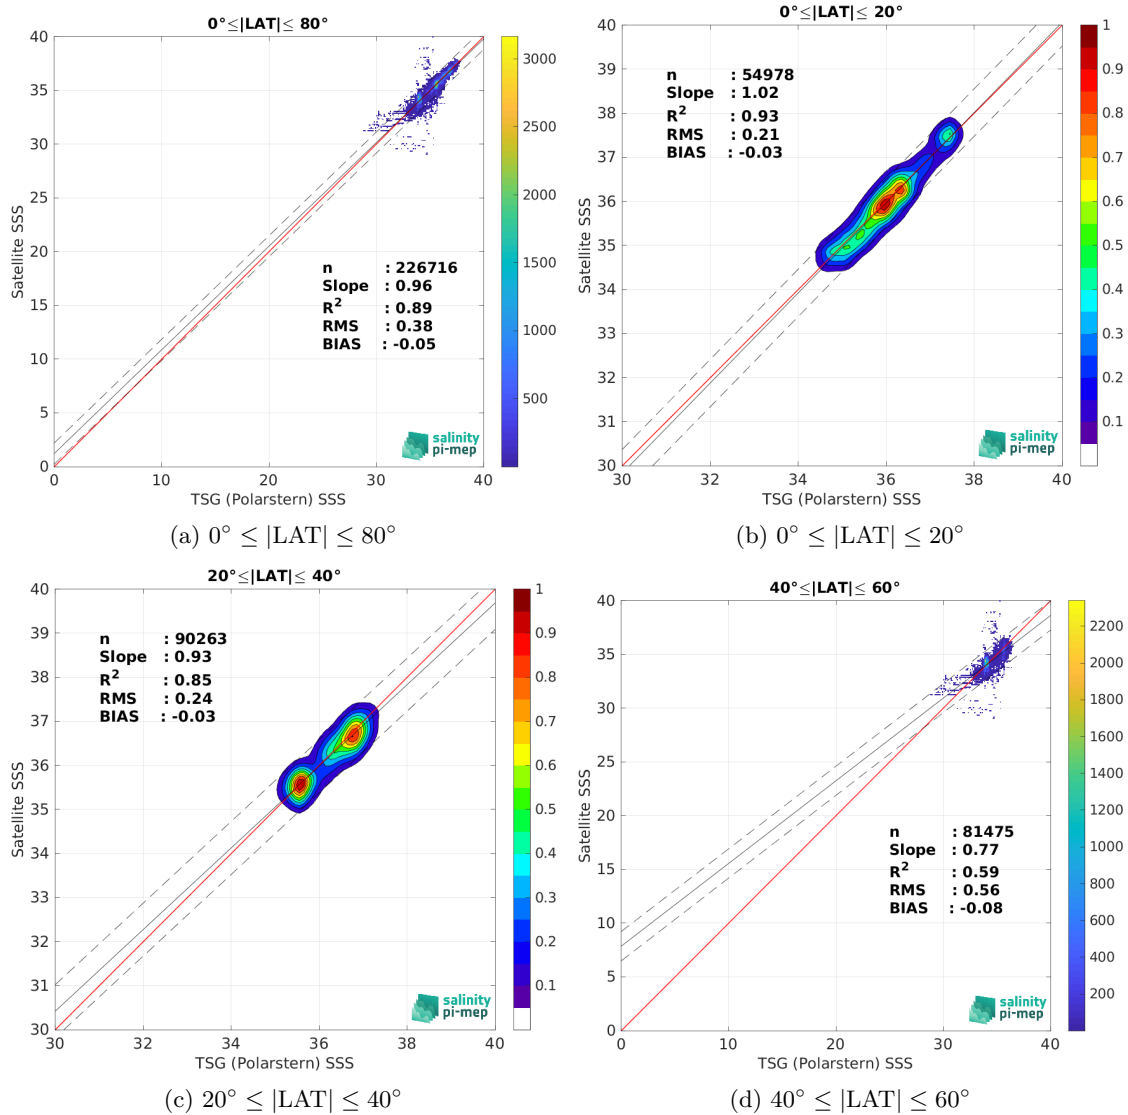 0°≤|LAT|≤ 80°
Satellite SSS
40
35
30
25
20
15
10
5
0
n : 226716
Slope : 0.96
R² : 0.89
RMS : 0.38
BIAS : -0.05
salinity
pi-mep
0 10 20 30 40
TSG (Polarstern) SSS
3000
2500
2000
1500
1000
500
(a) 0° ≤ |LAT| ≤ 80°
0°≤|LAT|≤ 20°
Satellite SSS
40
39
38
37
36
35
34
33
32
31
30
n : 54978
Slope : 1.02
R² : 0.93
RMS : 0.21
BIAS : -0.03
salinity
pi-mep
30 32 34 36 38 40
TSG (Polarstern) SSS
1
0.9
0.8
0.7
0.6
0.5
0.4
0.3
0.2
0.1
(b) 0° ≤ |LAT| ≤ 20°
20°≤|LAT|≤ 40°
Satellite SSS
40
39
38
37
36
35
34
33
32
31
30
n : 90263
Slope : 0.93
R² : 0.85
RMS : 0.24
BIAS : -0.03
salinity
pi-mep
30 32 34 36 38 40
TSG (Polarstern) SSS
1
0.9
0.8
0.7
0.6
0.5
0.4
0.3
0.2
0.1
(c) 20° ≤ |LAT| ≤ 40°
40°≤|LAT|≤ 60°
Satellite SSS
40
35
30
25
20
15
10
5
0
n : 81475
Slope : 0.77
R² : 0.59
RMS : 0.56
BIAS : -0.08
salinity
pi-mep
0 10 20 30 40
TSG (Polarstern) SSS
2200
2000
1800
1600
1400
1200
1000
800
600
400
200
(d) 40° ≤ |LAT| ≤ 60°